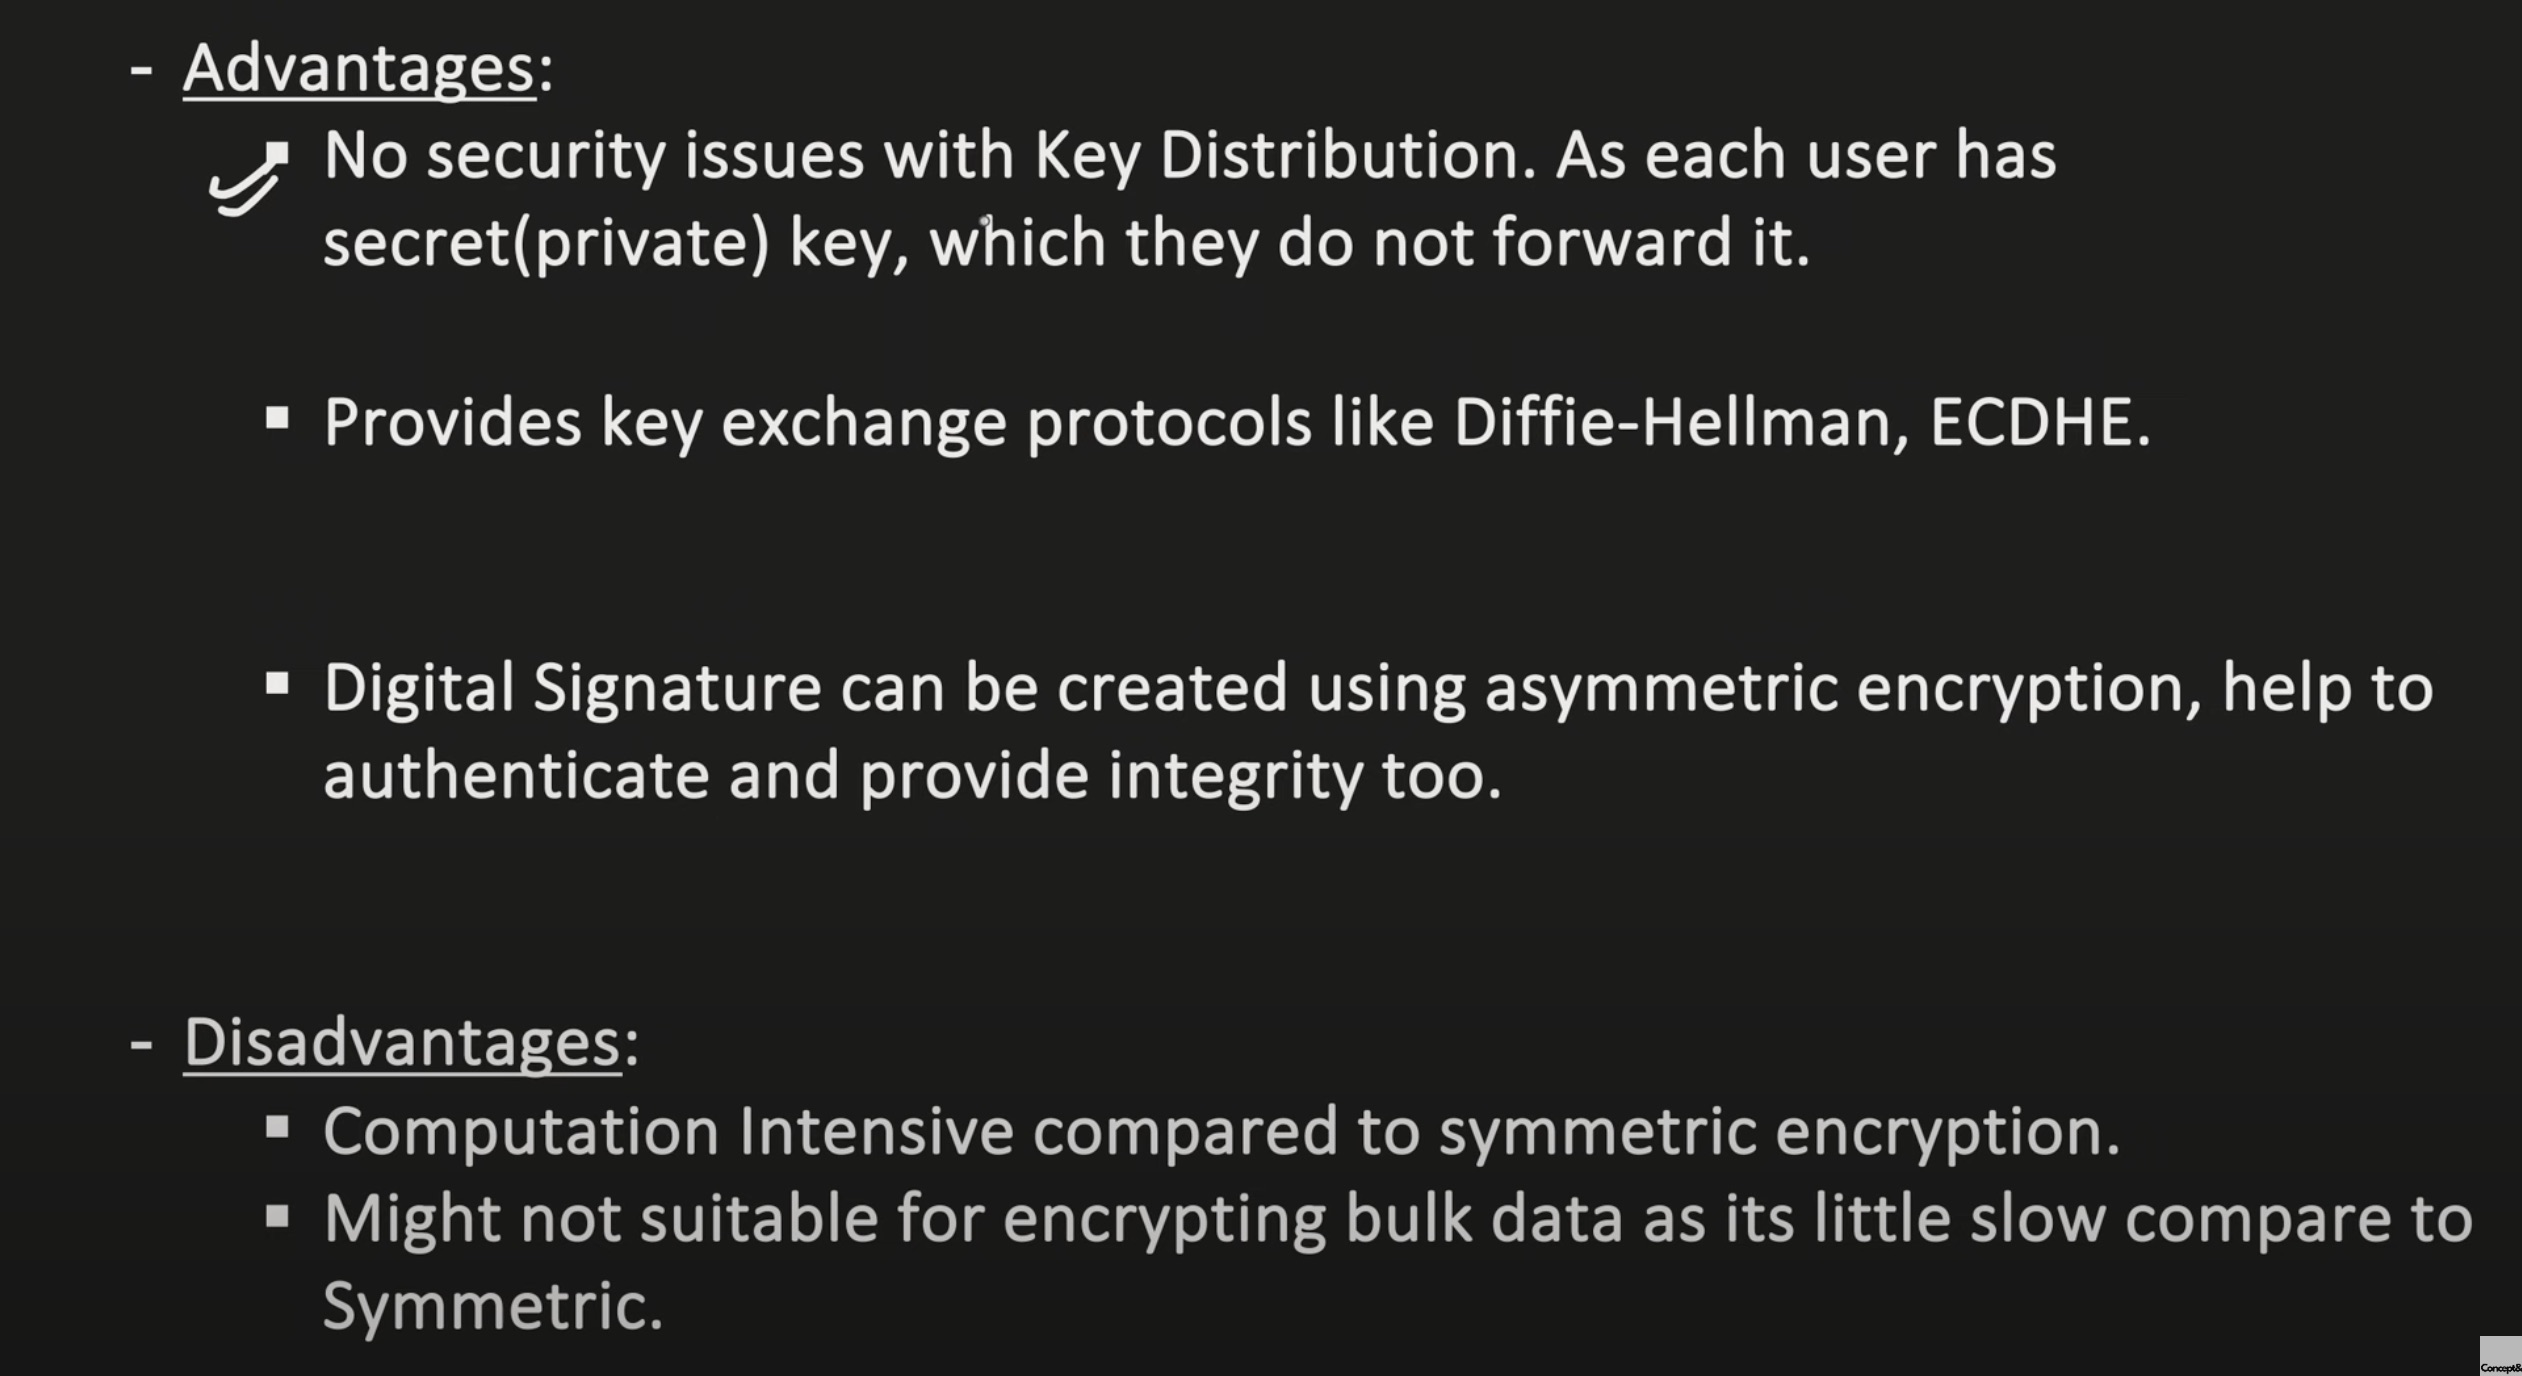 - Advantages:
▪ No security issues with Key Distribution. As each user has
secret(private) key, which they do not forward it.
▪ Provides key exchange protocols like Diffie-Hellman, ECDHE.
▪ Digital Signature can be created using asymmetric encryption, help to
authenticate and provide integrity too.
- Disadvantages:
▪ Computation Intensive compared to symmetric encryption.
▪ Might not suitable for encrypting bulk data as its little slow compare to
Symmetric.
Concept&